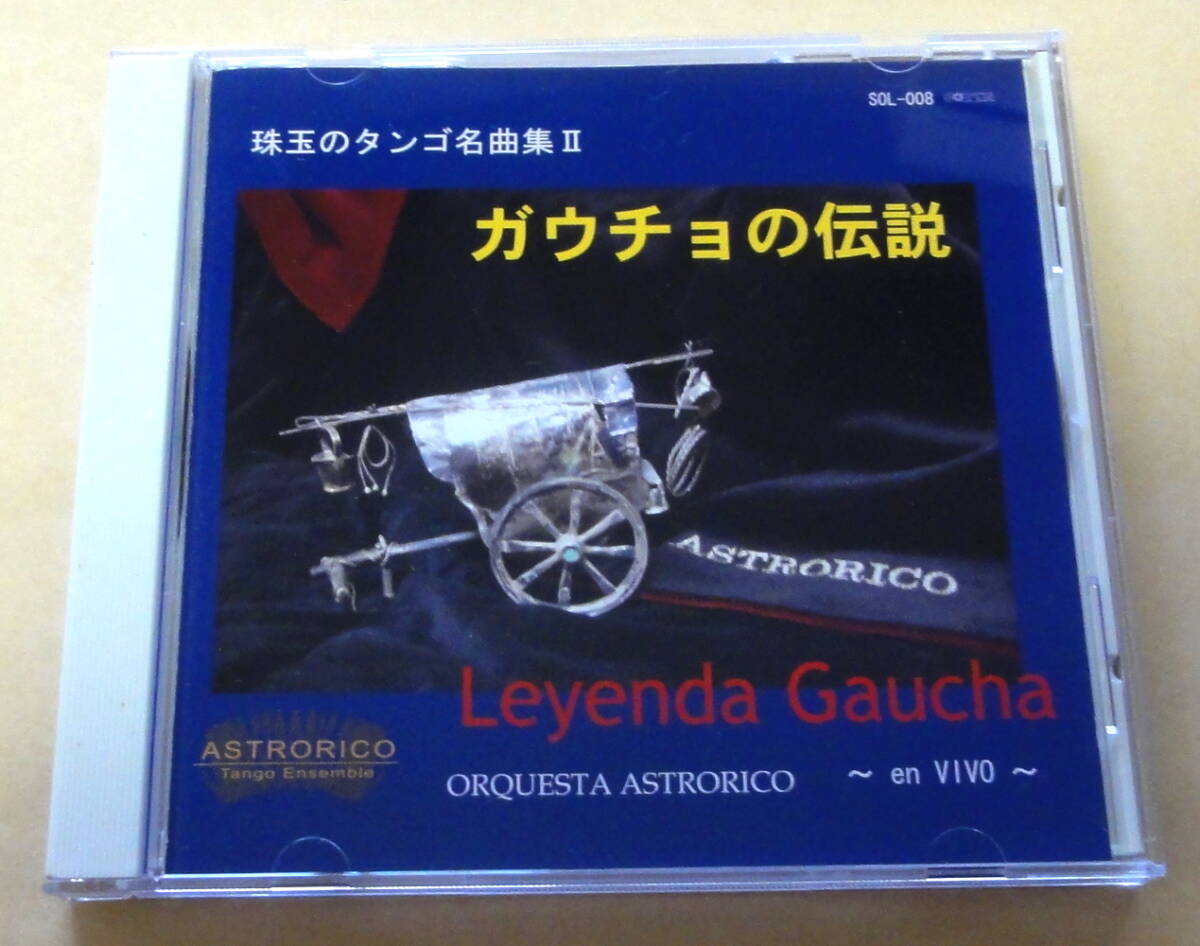 SOL-008
珠玉のタンゴ名曲集Ⅱ
ガウチョの伝説
ASTRORICO
Leyenda Gaucha
ASTRORICO
Tango Ensemble
ORQUESTA ASTRORICO
～ en VIVO ～